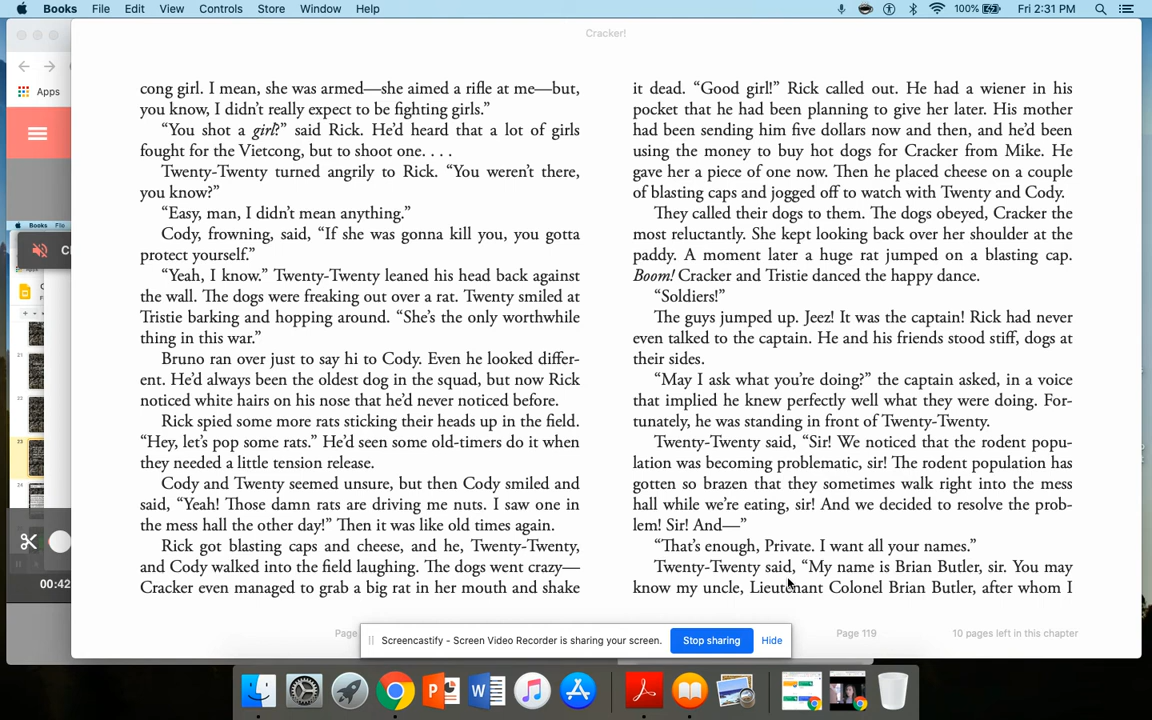 Books File Edit View Controls Store Window Help 100% Fri 2:31 PM
Cracker!
Apps
Books File
Cl
21
22
23
24
00:42
cong girl. I mean, she was armed—she aimed a rifle at me—but,
you know, I didn’t really expect to be fighting girls.”
“You shot a girl?” said Rick. He’d heard that a lot of girls
fought for the Vietcong, but to shoot one. . . .
Twenty-Twenty turned angrily to Rick. “You weren’t there,
you know?”
“Easy, man, I didn’t mean anything.”
Cody, frowning, said, “If she was gonna kill you, you gotta
protect yourself.”
“Yeah, I know.” Twenty-Twenty leaned his head back against
the wall. The dogs were freaking out over a rat. Twenty smiled at
Tristie barking and hopping around. “She’s the only worthwhile
thing in this war.”
Bruno ran over just to say hi to Cody. Even he looked differ-
ent. He’d always been the oldest dog in the squad, but now Rick
noticed white hairs on his nose that he’d never noticed before.
Rick spied some more rats sticking their heads up in the field.
“Hey, let’s pop some rats.” He’d seen some old-timers do it when
they needed a little tension release.
Cody and Twenty seemed unsure, but then Cody smiled and
said, “Yeah! Those damn rats are driving me nuts. I saw one in
the mess hall the other day!” Then it was like old times again.
Rick got blasting caps and cheese, and he, Twenty-Twenty,
and Cody walked into the field laughing. The dogs went crazy—
Cracker even managed to grab a big rat in her mouth and shake
it dead. “Good girl!” Rick called out. He had a wiener in his
pocket that he had been planning to give her later. His mother
had been sending him five dollars now and then, and he’d been
using the money to buy hot dogs for Cracker from Mike. He
gave her a piece of one now. Then he placed cheese on a couple
of blasting caps and jogged off to watch with Twenty and Cody.
They called their dogs to them. The dogs obeyed, Cracker the
most reluctantly. She kept looking back over her shoulder at the
paddy. A moment later a huge rat jumped on a blasting cap.
Boom! Cracker and Tristie danced the happy dance.
“Soldiers!”
The guys jumped up. Jeez! It was the captain! Rick had never
even talked to the captain. He and his friends stood stiff, dogs at
their sides.
“May I ask what you’re doing?” the captain asked, in a voice
that implied he knew perfectly well what they were doing. For-
tunately, he was standing in front of Twenty-Twenty.
Twenty-Twenty said, “Sir! We noticed that the rodent popu-
lation was becoming problematic, sir! The rodent population has
gotten so brazen that they sometimes walk right into the mess
hall while we’re eating, sir! And we decided to resolve the prob-
lem! Sir! And—”
“That’s enough, Private. I want all your names.”
Twenty-Twenty said, “My name is Brian Butler, sir. You may
know my uncle, Lieutenant Colonel Brian Butler, after whom I
Page
Page 119
10 pages left in this chapter
Screencastify - Screen Video Recorder is sharing your screen. Stop sharing Hide